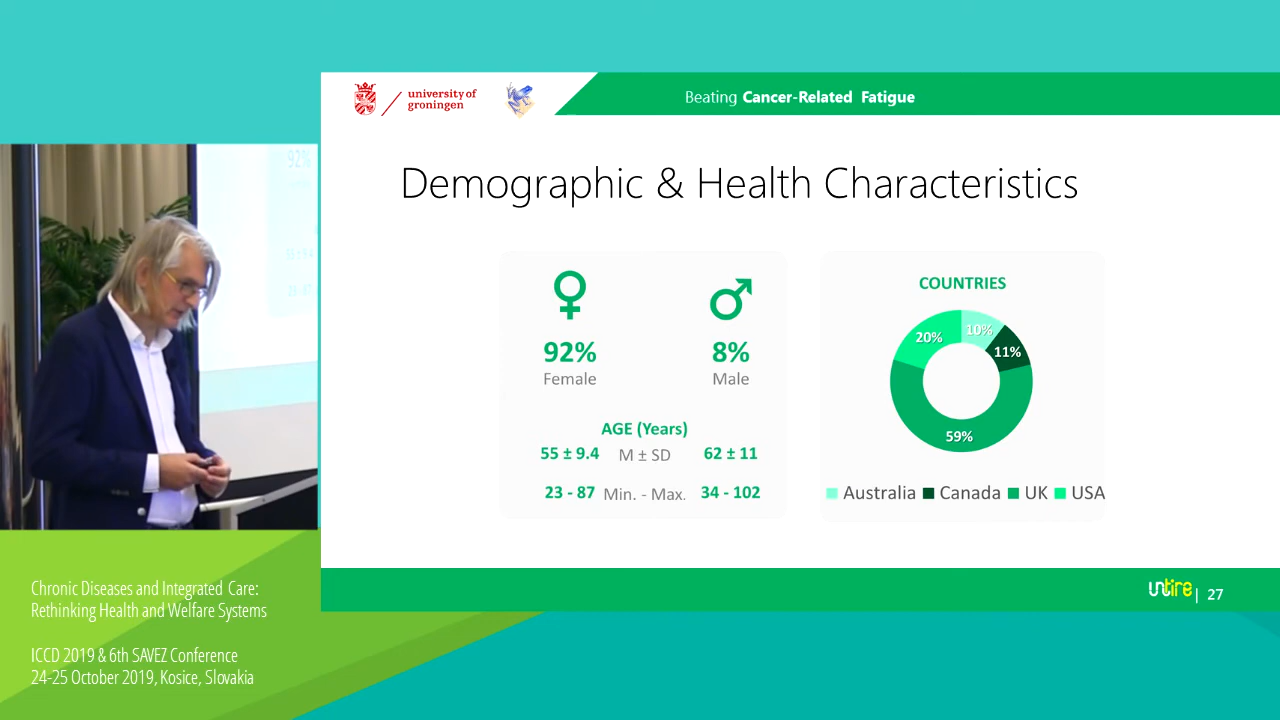 university of
groningen
Beating Cancer-Related Fatigue
Demographic & Health Characteristics
92%
Female
8%
Male
AGE (Years)
55 ± 9.4 M ± SD 62 ± 11
23 - 87 Min. - Max. 34 - 102
COUNTRIES
20%
10%
11%
59%
Australia Canada UK USA
untire | 27
92%
Chronic Diseases and Integrated Care:
Rethinking Health and Welfare Systems
ICCD 2019 & 6th SAVEZ Conference
24-25 October 2019, Kosice, Slovakia